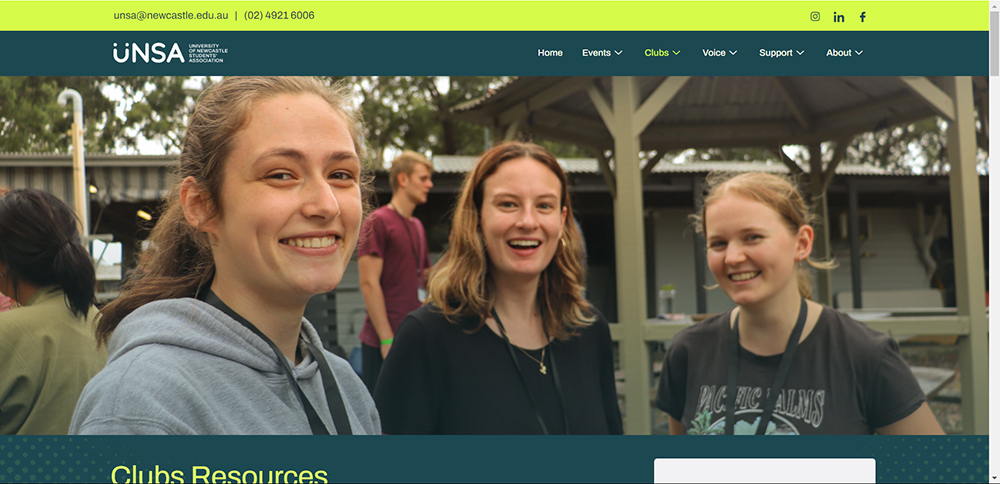 unsa@newcastle.edu.au | (02) 4921 6006
UNSA
UNIVERSITY
OF NEWCASTLE
STUDENTS'
ASSOCIATION
Home Events Clubs Voice Support About
PACIFIC PALMS
Clubs Resources